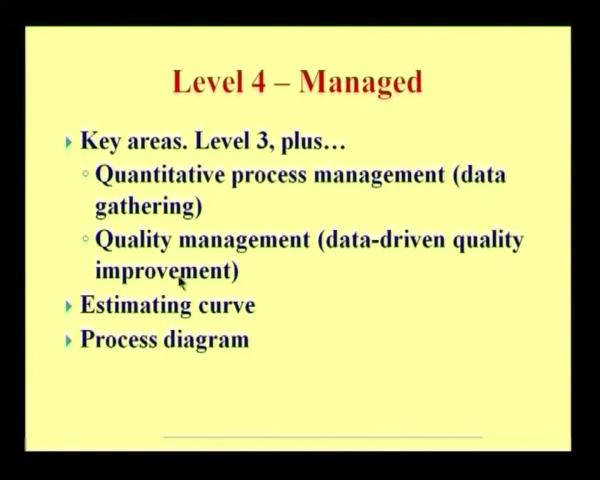 Level 4 – Managed
Key areas. Level 3, plus…
Quantitative process management (data
gathering)
Quality management (data-driven quality
improvement)
Estimating curve
Process diagram